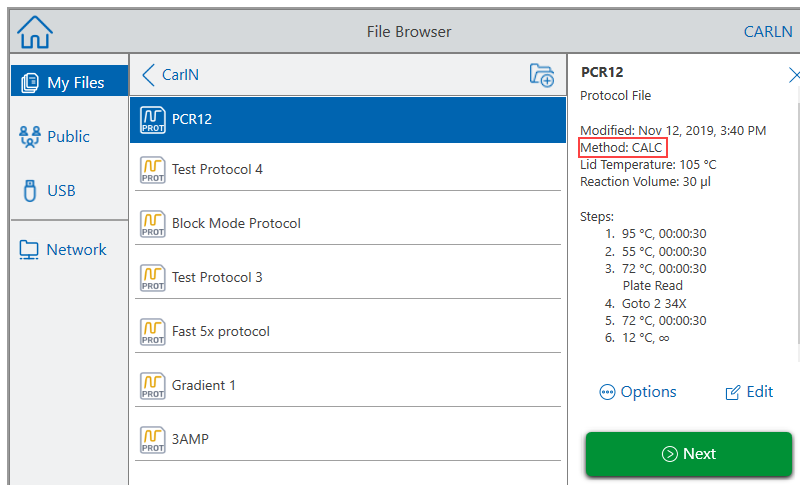 File Browser
CARLN
My Files
Public
USB
Network
CarlN
PROT
PCR12
PROT
Test Protocol 4
PROT
Block Mode Protocol
PROT
Test Protocol 3
PROT
Fast 5x protocol
PROT
Gradient 1
PROT
3AMP
PCR12
Protocol File
Modified: Nov 12, 2019, 3:40 PM
Method: CALC
Lid Temperature: 105 °C
Reaction Volume: 30 µl
Steps:
1. 95 °C, 00:00:30
2. 55 °C, 00:00:30
3. 72 °C, 00:00:30
Plate Read
4. Goto 2 34X
5. 72 °C, 00:00:30
6. 12 °C, ∞
Options
Edit
Next